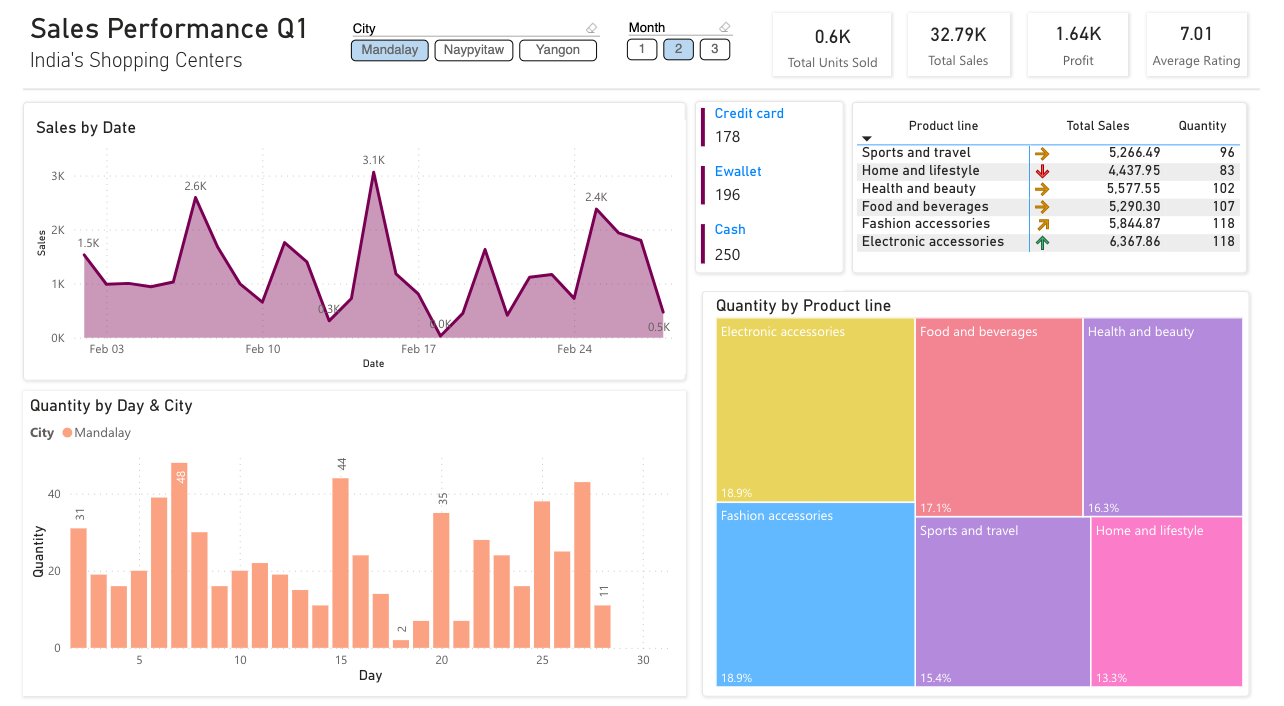 Sales Performance Q1
India's Shopping Centers
City
Mandalay Naypyitaw Yangon
Month
1 2 3
0.6K
Total Units Sold
32.79K
Total Sales
1.64K
Profit
7.01
Average Rating
Sales by Date
Sales
3K
2K
1K
0K
1.5K
2.6K
0.3K
3.1K
0.0K
2.4K
0.5K
Feb 03 Feb 10 Feb 17 Feb 24
Date
Credit card
178
Ewallet
196
Cash
250
Product line Total Sales Quantity
Sports and travel 5,266.49 96
Home and lifestyle 4,437.95 83
Health and beauty 5,577.55 102
Food and beverages 5,290.30 107
Fashion accessories 5,844.87 118
Electronic accessories 6,367.86 118
Quantity by Day & City
City Mandalay
Quantity
40
20
0
31
48
44
2
35
11
5 10 15 20 25 30
Day
Quantity by Product line
Electronic accessories
18.9%
Food and beverages
17.1%
Health and beauty
16.3%
Fashion accessories
18.9%
Sports and travel
15.4%
Home and lifestyle
13.3%